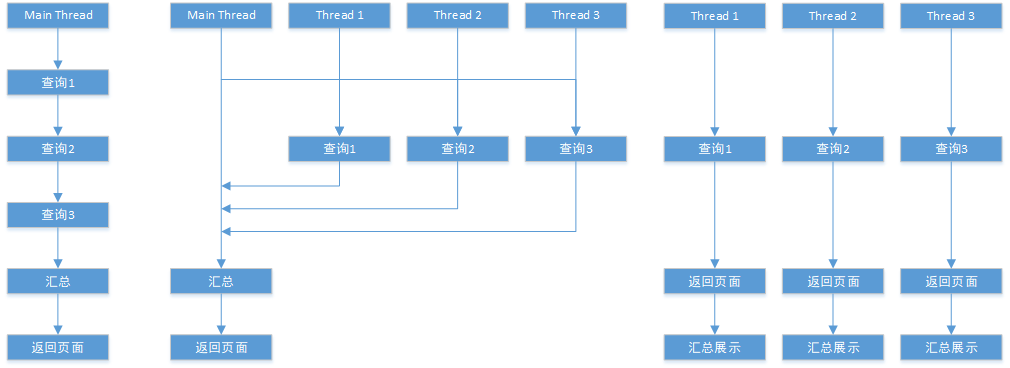 Main Thread
查询1
查询2
查询3
汇总
返回页面
Main Thread
Thread 1
Thread 2
Thread 3
查询1
查询2
查询3
汇总
返回页面
Thread 1
Thread 2
Thread 3
查询1
查询2
查询3
返回页面
返回页面
返回页面
汇总展示
汇总展示
汇总展示